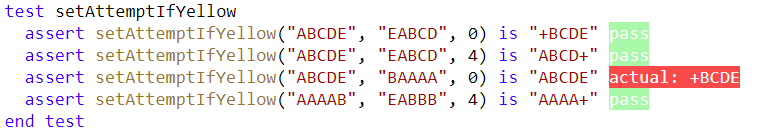 test setAttemptIfYellow
assert setAttemptIfYellow("ABCDE", "EABCD", 0) is "+BCDE" pass
assert setAttemptIfYellow("ABCDE", "EABCD", 4) is "ABCD+" pass
assert setAttemptIfYellow("ABCDE", "BAAAA", 0) is "ABCDE" actual: +BCDE
assert setAttemptIfYellow("AAAAB", "EABBB", 4) is "AAAA+" pass
end test